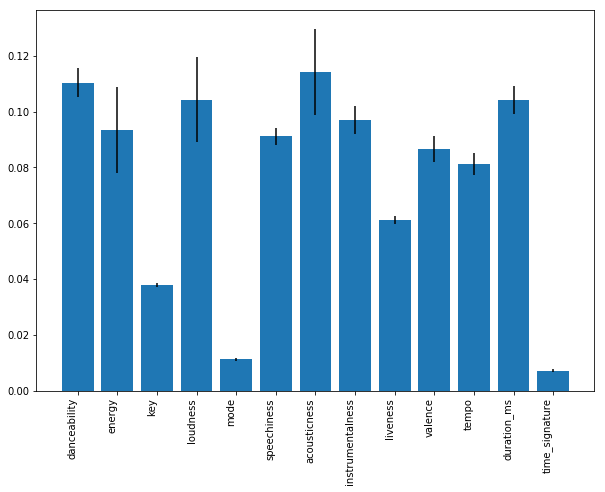 0.12
0.10
0.08
0.06
0.04
0.02
0.00
danceability
energy
key
loudness
mode
speechiness
acousticness
instrumentalness
liveness
valence
tempo
duration_ms
time_signature